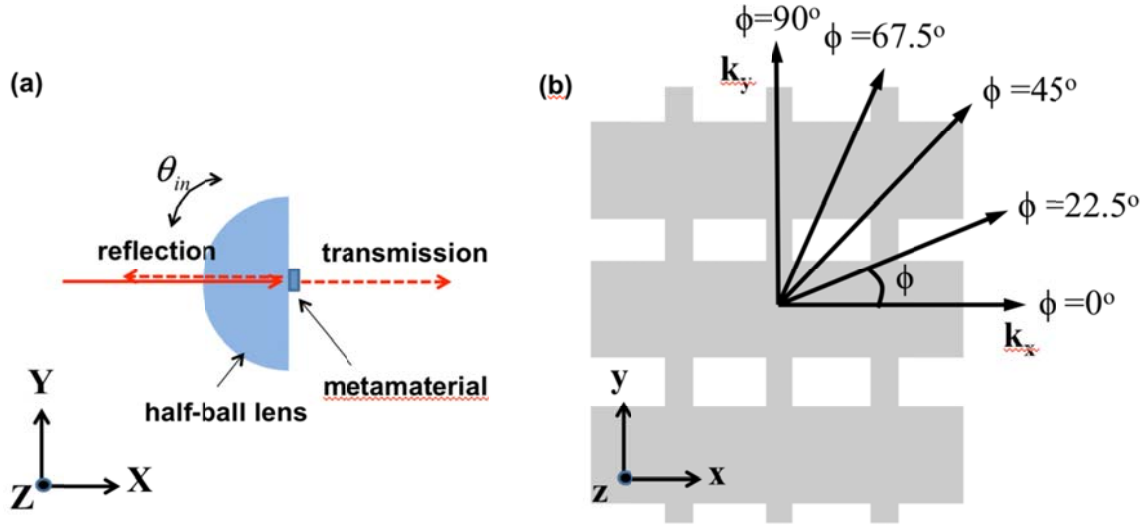 (a)
θin
reflection
transmission
metamaterial
half-ball lens
Y
Z
X
(b)
ϕ=90o
ϕ =67.5o
ky
ϕ =45o
ϕ =22.5o
ϕ
ϕ =0o
kx
y
z
x